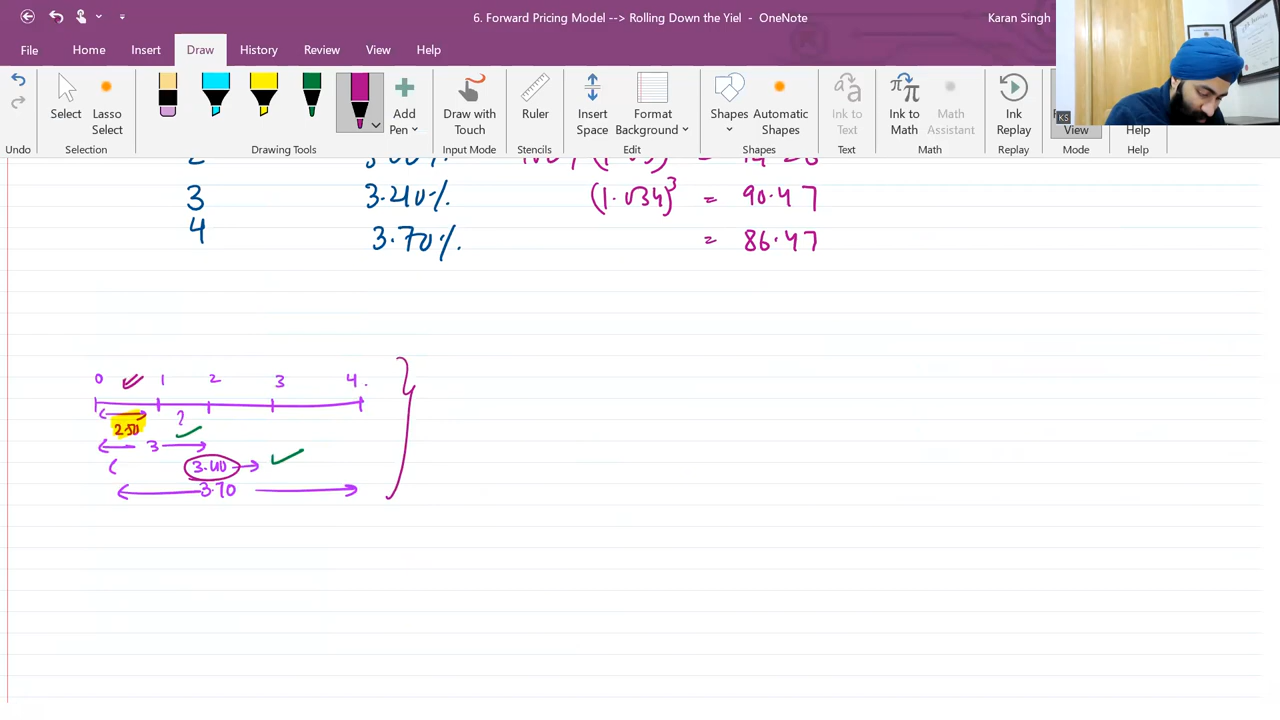 6. Forward Pricing Model --> Rolling Down the Yiel - OneNote
Karan Singh
File Home Insert Draw History Review View Help
Select
Lasso Select
Add Pen
Draw with Touch
Ruler
Insert Space
Format Background
Shapes
Automatic Shapes
Ink to Text
Ink to Math
Math Assistant
Ink Replay
View
Help
KS
Undo Selection Drawing Tools Input Mode Stencils Edit Shapes Text Math Replay Mode Help
3 3.40% (1.034)³ = 90.47
4 3.70% = 86.47
0 1 2 3 4.
2.50 2
3
( 3.40
3.70